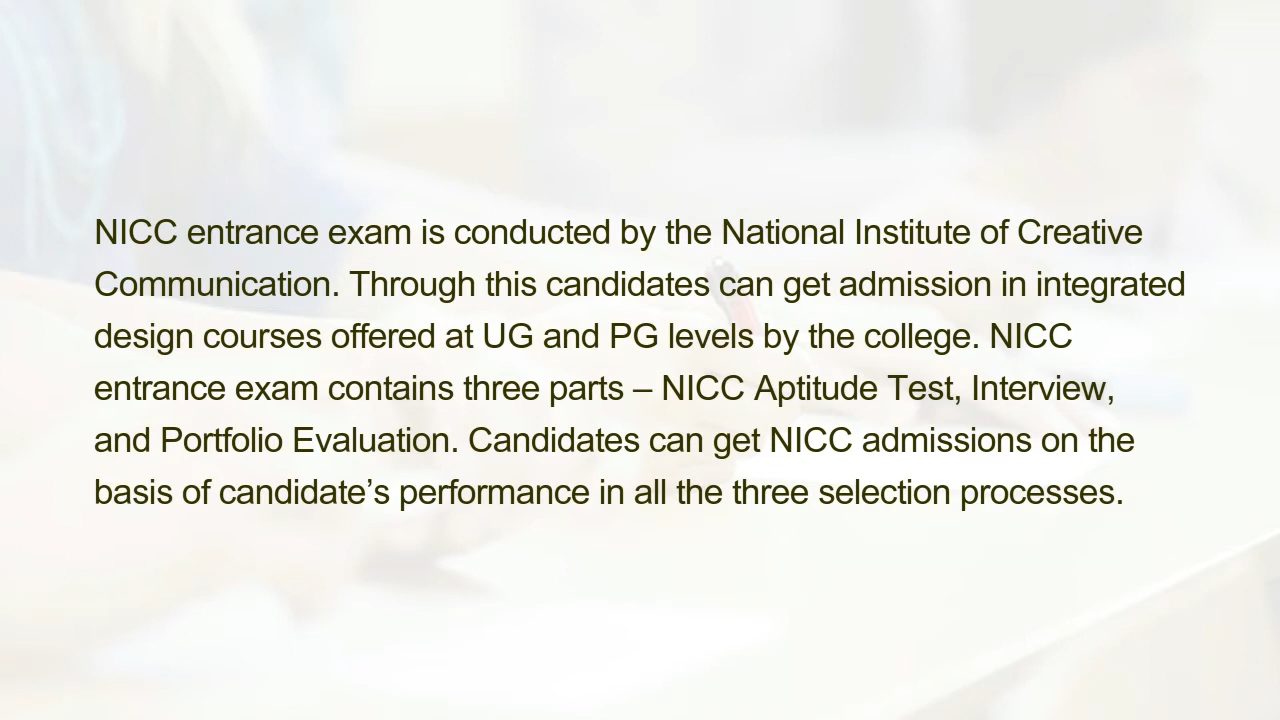 NICC entrance exam is conducted by the National Institute of Creative
Communication. Through this candidates can get admission in integrated
design courses offered at UG and PG levels by the college. NICC
entrance exam contains three parts – NICC Aptitude Test, Interview,
and Portfolio Evaluation. Candidates can get NICC admissions on the
basis of candidate’s performance in all the three selection processes.